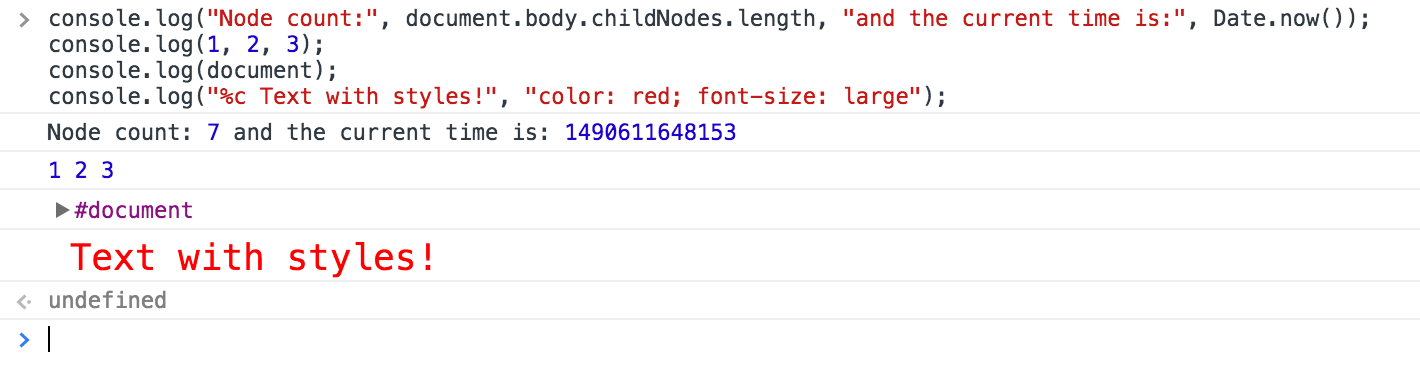 console.log("Node count:", document.body.childNodes.length, "and the current time is:", Date.now());
console.log(1, 2, 3);
console.log(document);
console.log("%c Text with styles!", "color: red; font-size: large");
Node count: 7 and the current time is: 1490611648153
1 2 3
#document
Text with styles!
undefined